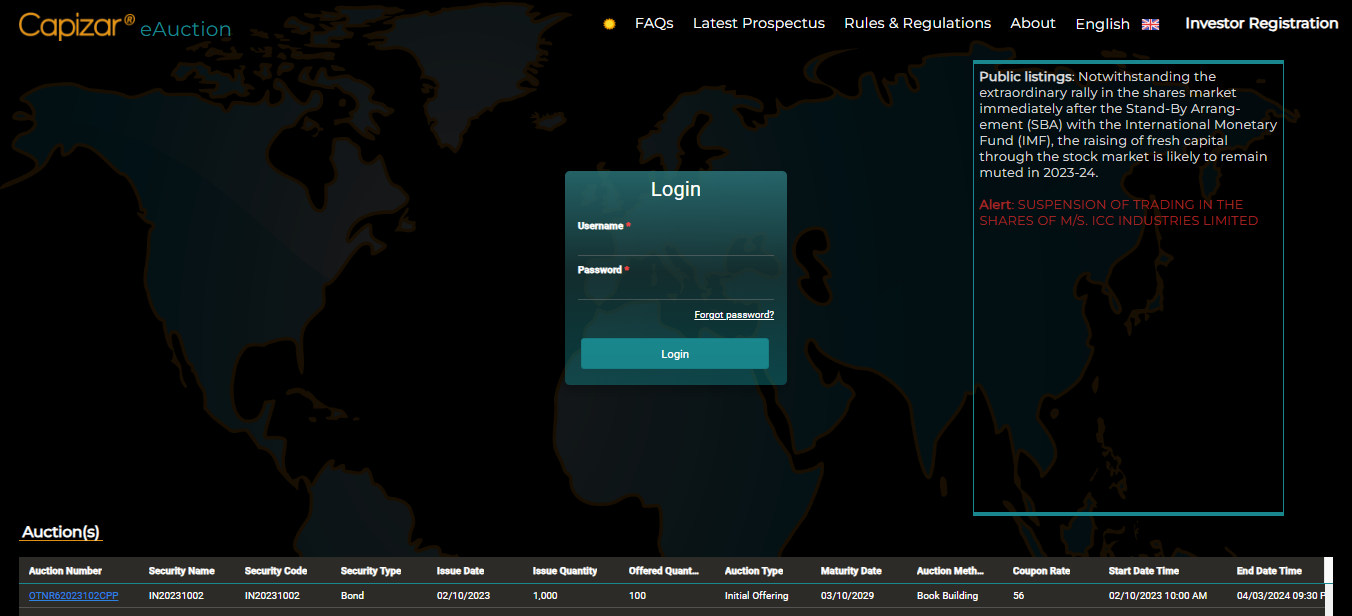 Capizar® eAuction
FAQs Latest Prospectus Rules & Regulations About English Investor Registration
Public listings: Notwithstanding the
extraordinary rally in the shares market
immediately after the Stand-By Arrang-
ement (SBA) with the International Monetary
Fund (IMF), the raising of fresh capital
through the stock market is likely to remain
muted in 2023-24.
Alert: SUSPENSION OF TRADING IN THE
SHARES OF M/S. ICC INDUSTRIES LIMITED
Login
Username *
Password *
Forgot password?
Login
Auction(s)
Auction Number Security Name Security Code Security Type Issue Date Issue Quantity Offered Quant... Auction Type Maturity Date Auction Meth... Coupon Rate Start Date Time End Date Time
OTNR62023102CPP IN20231002 IN20231002 Bond 02/10/2023 1,000 100 Initial Offering 03/10/2029 Book Building 56 02/10/2023 10:00 AM 04/03/2024 09:30 P